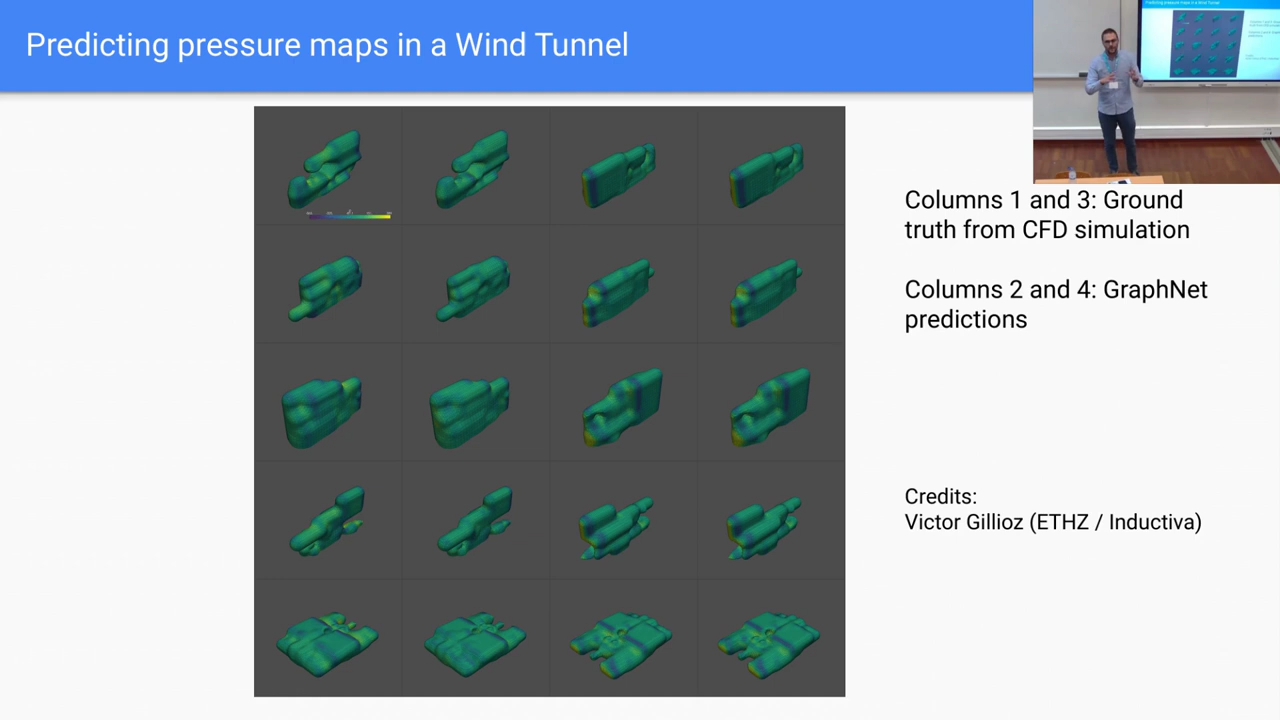 Predicting pressure maps in a Wind Tunnel
Columns 1 and 3: Ground
truth from CFD simulation
Columns 2 and 4: GraphNet
predictions
Credits:
Victor Gillioz (ETHZ / Inductiva)